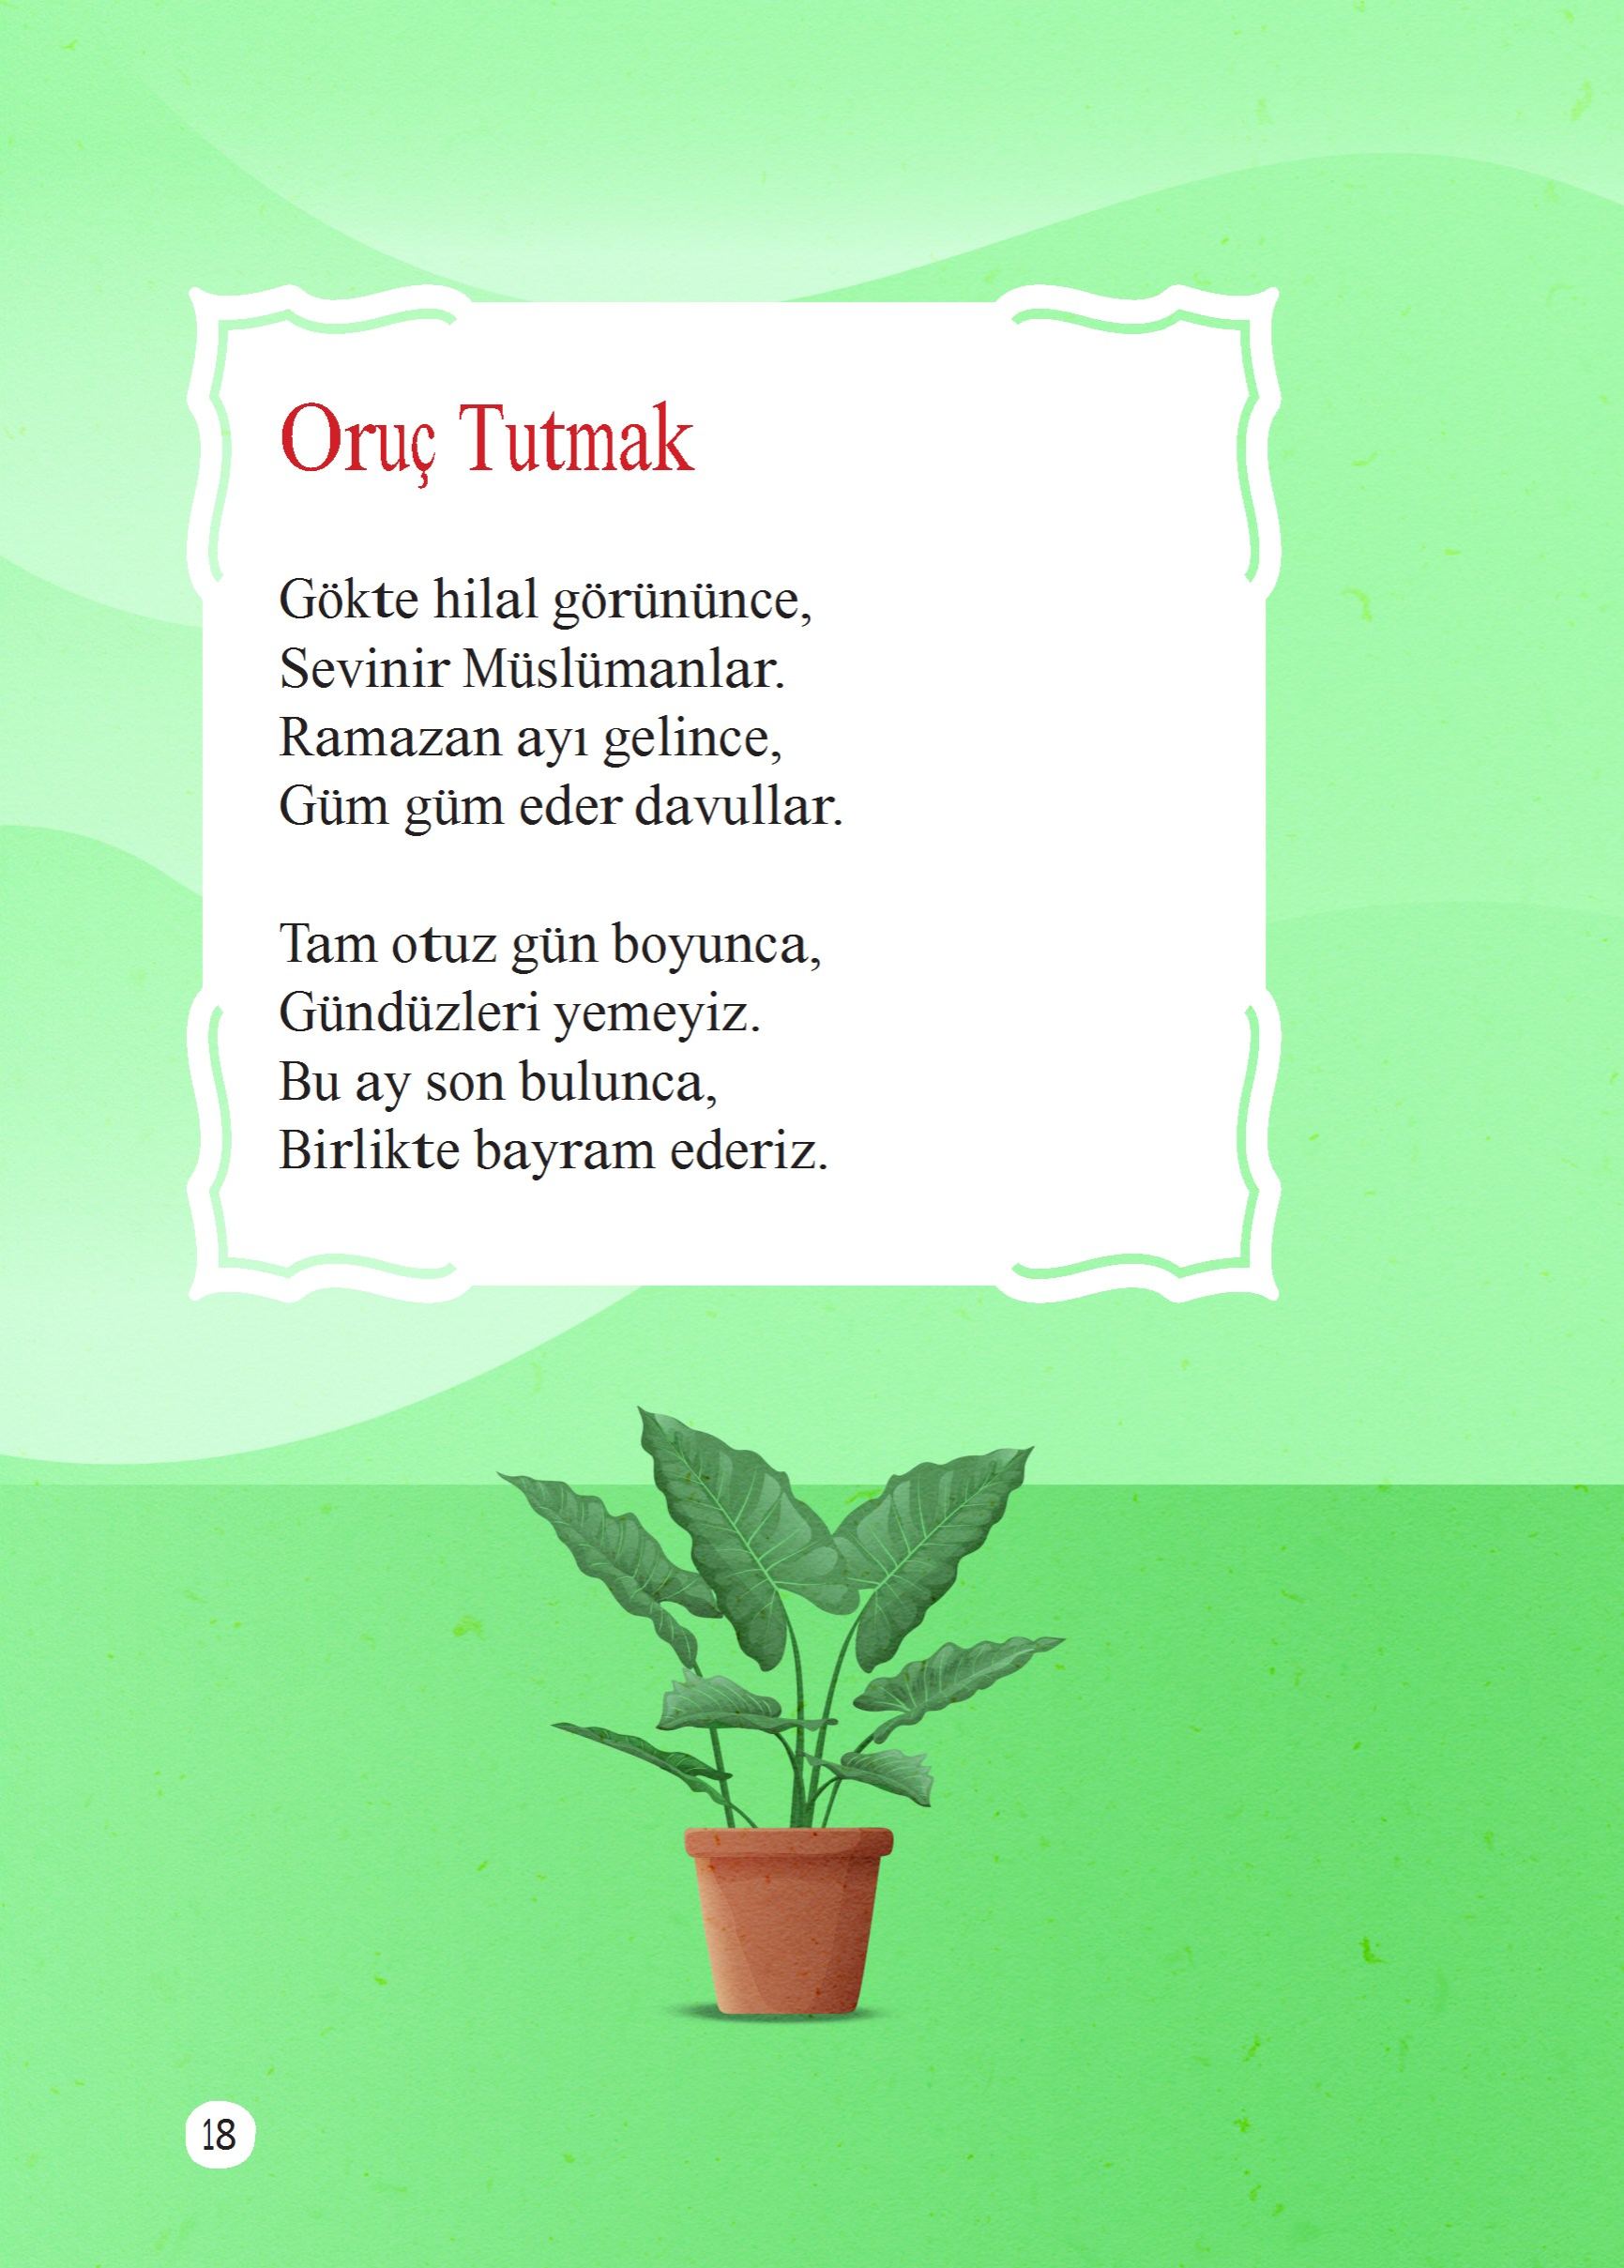 Oruç Tutmak
Gökte hilal görününce,
Sevinir Müslümanlar.
Ramazan ayı gelince,
Güm güm eder davullar.
Tam otuz gün boyunca,
Gündüzleri yemeyiz.
Bu ay son bulunca,
Birlikte bayram ederiz.
18